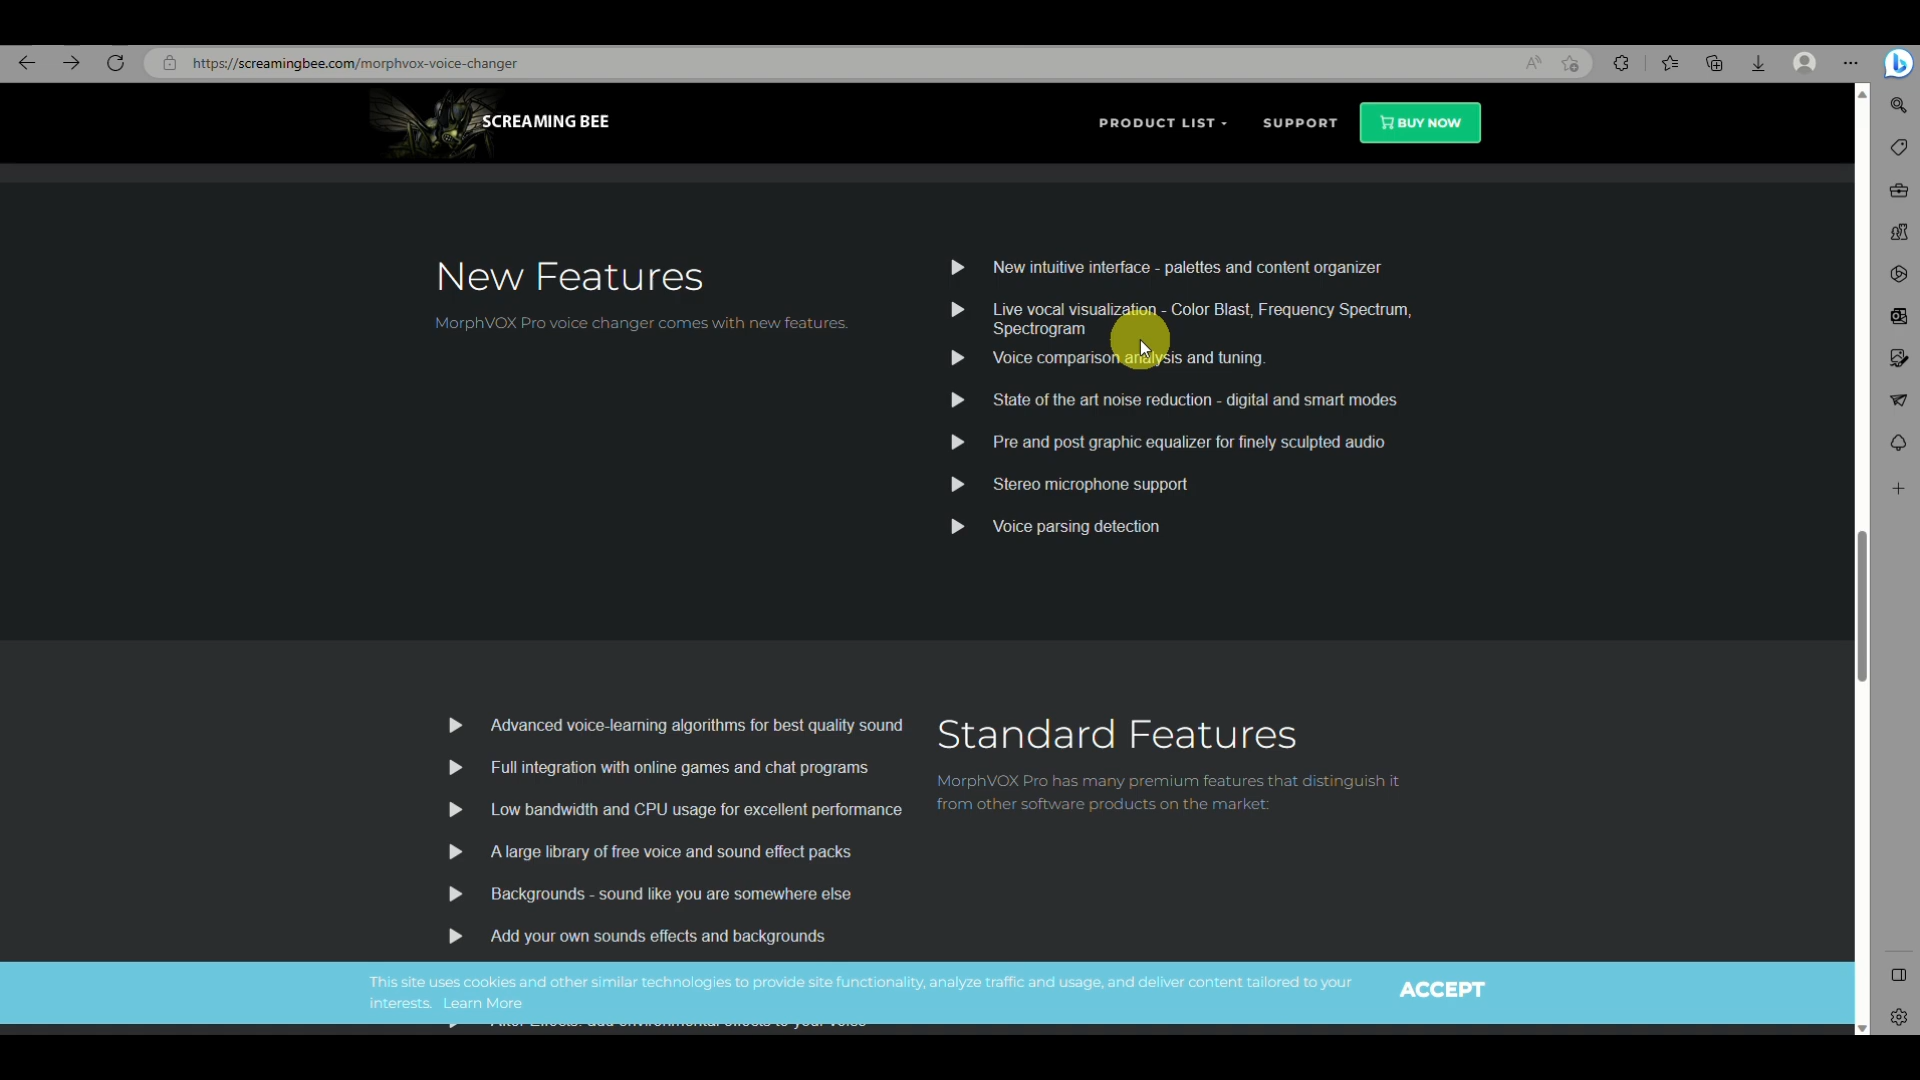 https://screamingbee.com/morphvox-voice-changer
SCREAMING BEE
PRODUCT LIST
SUPPORT
BUY NOW
New Features
MorphVOX Pro voice changer comes with new features.
New intuitive interface - palettes and content organizer
Live vocal visualization - Color Blast, Frequency Spectrum,
Spectrogram
Voice comparison analysis and tuning.
State of the art noise reduction - digital and smart modes
Pre and post graphic equalizer for finely sculpted audio
Stereo microphone support
Voice parsing detection
Advanced voice-learning algorithms for best quality sound
Full integration with online games and chat programs
Low bandwidth and CPU usage for excellent performance
A large library of free voice and sound effect packs
Backgrounds - sound like you are somewhere else
Add your own sounds effects and backgrounds
Standard Features
MorphVOX Pro has many premium features that distinguish it
from other software products on the market:
This site uses cookies and other similar technologies to provide site functionality, analyze traffic and usage, and deliver content tailored to your
interests. Learn More
ACCEPT